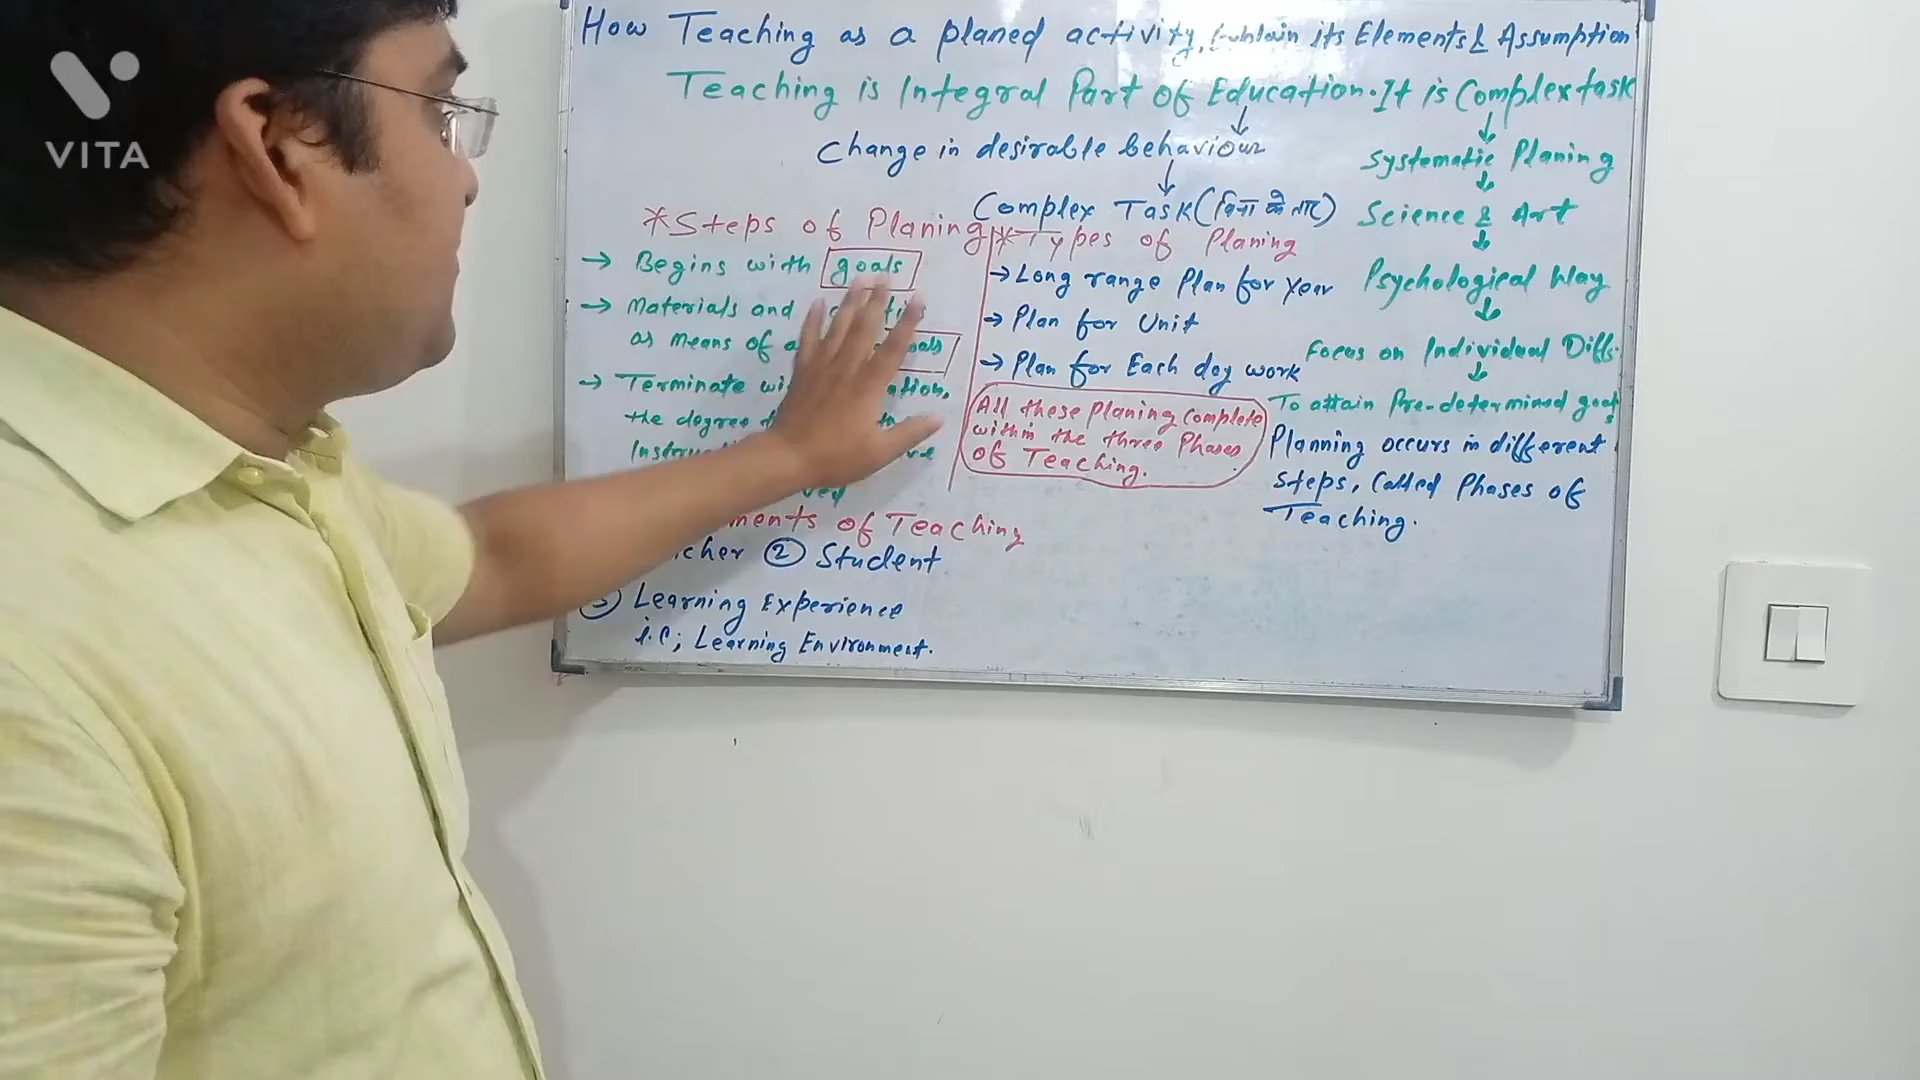 VITA
How Teaching as a planed activity, Explain its Elements & Assumption
Teaching is Integral Part of Education. It is Complex task
Change in desirable behaviour
Complex Task (
Systematic Planing
Science & Art
Psychological Way
Focus on Individual Diff.
To attain Pre-determined goals
Planning occurs in different
Steps, Called Phases of
Teaching.
*Steps of Planing
→ Begins with goals
→ Materials and
as means of goals
→ Terminate
the degree
*Types of Planing
→ Long range Plan for Year
→ Plan for Unit
→ Plan for Each day work
All these planing Complete
within the three Phases
of Teaching.
of Teaching
② Student
Learning Experience
i.e; Learning Environment.